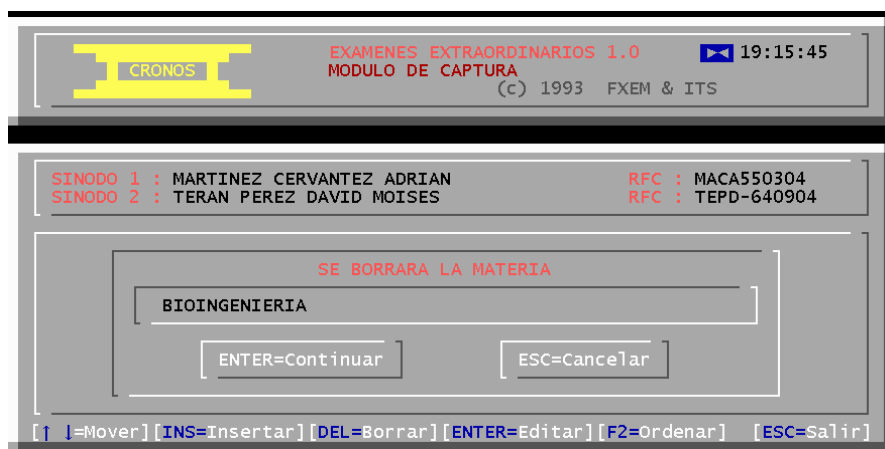 EXAMENES EXTRAORDINARIOS 1.0 19:15:45
CRONOS MODULO DE CAPTURA
(c) 1993 FXEM & ITS
SINODO 1 : MARTINEZ CERVANTEZ ADRIAN RFC : MACA550304
SINODO 2 : TERAN PEREZ DAVID MOISES RFC : TEPD-640904
SE BORRARA LA MATERIA
BIOINGENIERIA
ENTER=Continuar ESC=Cancelar
[↑ ↓=Mover][INS=Insertar][DEL=Borrar][ENTER=Editar][F2=Ordenar] [ESC=Salir]